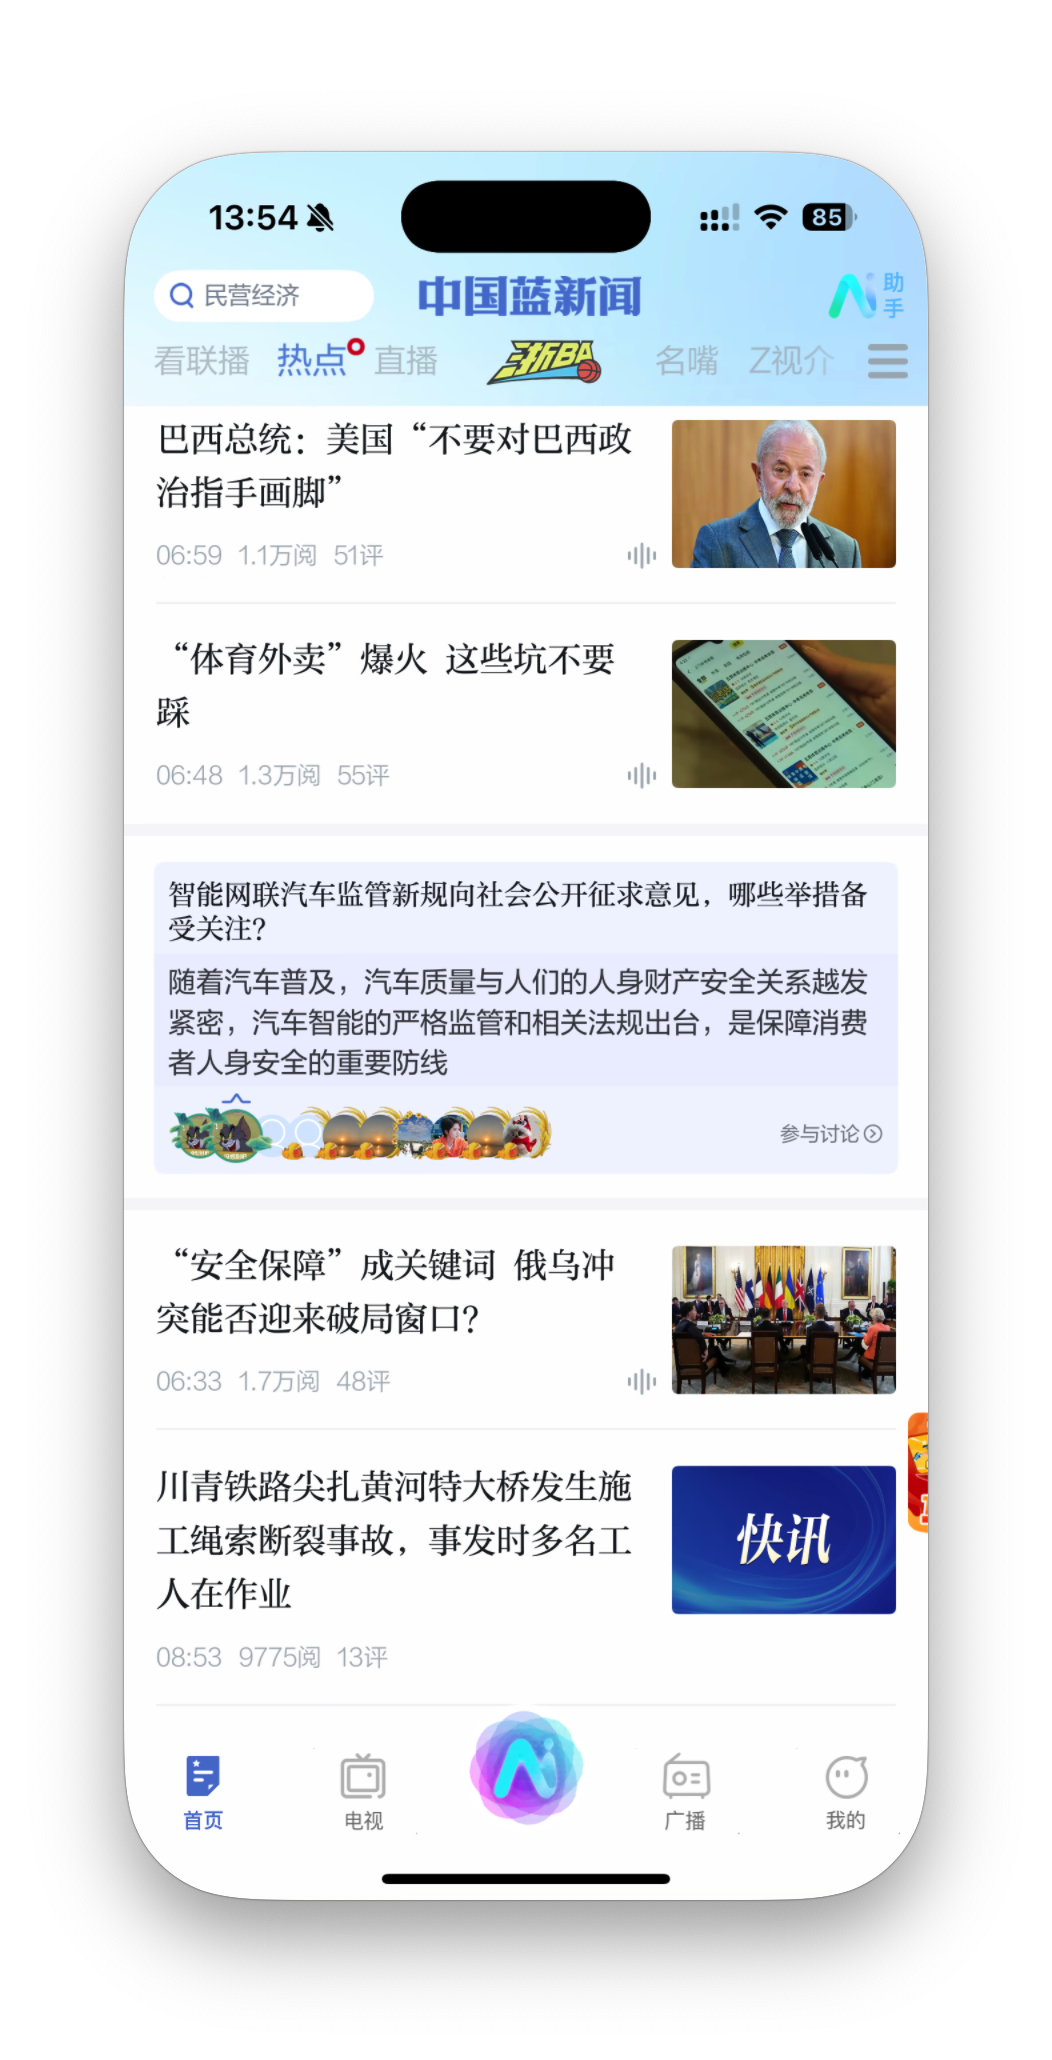 13:54
85
民营经济
中国蓝新闻
助手
看联播 热点 直播 浙BA 名嘴 Z视介
巴西总统：美国“不要对巴西政
治指手画脚”
06:59 1.1万阅 51评
“体育外卖”爆火 这些坑不要
踩
06:48 1.3万阅 55评
智能网联汽车监管新规向社会公开征求意见，哪些举措备
受关注？
随着汽车普及，汽车质量与人们的人身财产安全关系越发
紧密，汽车智能的严格监管和相关法规出台，是保障消费
者人身安全的重要防线
参与讨论
“安全保障”成关键词 俄乌冲
突能否迎来破局窗口？
06:33 1.7万阅 48评
川青铁路尖扎黄河特大桥发生施
工绳索断裂事故，事发时多名工
人在作业
快讯
08:53 9775阅 13评
首页 电视 Ai 广播 我的